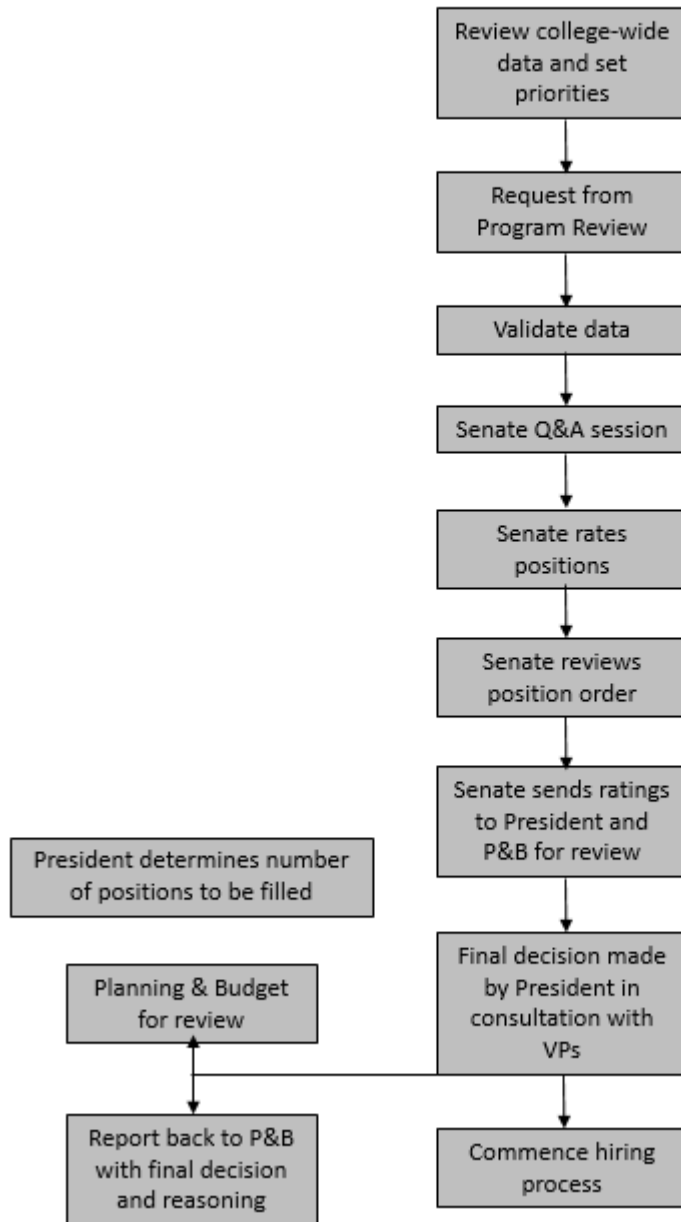 Review college-wide
data and set
priorities
Request from
Program Review
Validate data
Senate Q&A session
Senate rates
positions
Senate reviews
position order
Senate sends ratings
to President and
P&B for review
President determines number
of positions to be filled
Final decision made
by President in
consultation with
VPs
Planning & Budget
for review
Report back to P&B
with final decision
and reasoning
Commence hiring
process